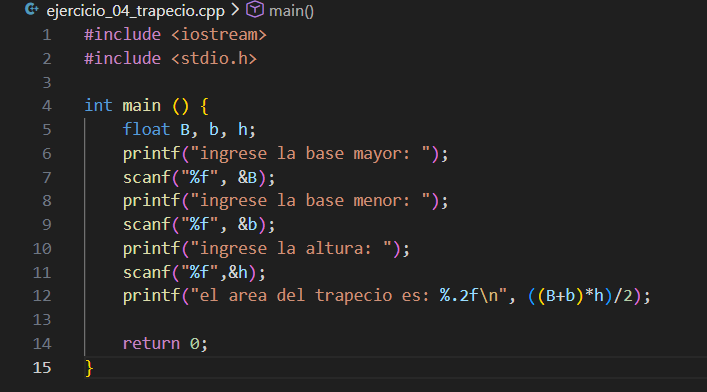 ejercicio_04_trapecio.cpp > main()
1 #include <iostream>
2 #include <stdio.h>
3
4 int main () {
5 float B, b, h;
6 printf("ingrese la base mayor: ");
7 scanf("%f", &B);
8 printf("ingrese la base menor: ");
9 scanf("%f", &b);
10 printf("ingrese la altura: ");
11 scanf("%f",&h);
12 printf("el area del trapecio es: %.2f\n", ((B+b)*h)/2);
13
14 return 0;
15 }